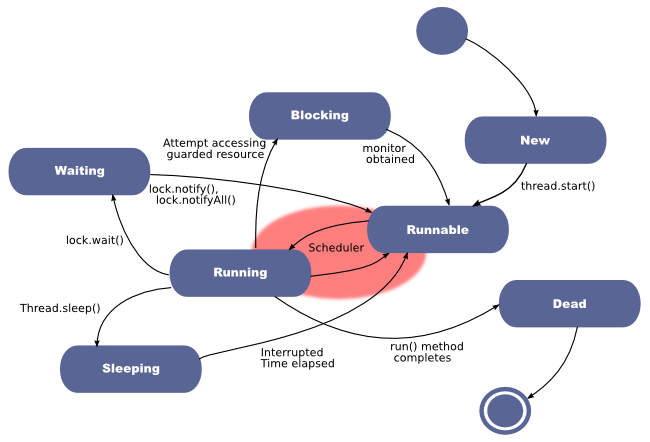 Blocking
New
Attempt accessing
guarded resource
monitor
obtained
Waiting
thread.start()
lock.notify(),
lock.notifyAll()
Runnable
lock.wait()
Scheduler
Running
Dead
Thread.sleep()
Interrupted
Time elapsed
run() method
completes
Sleeping